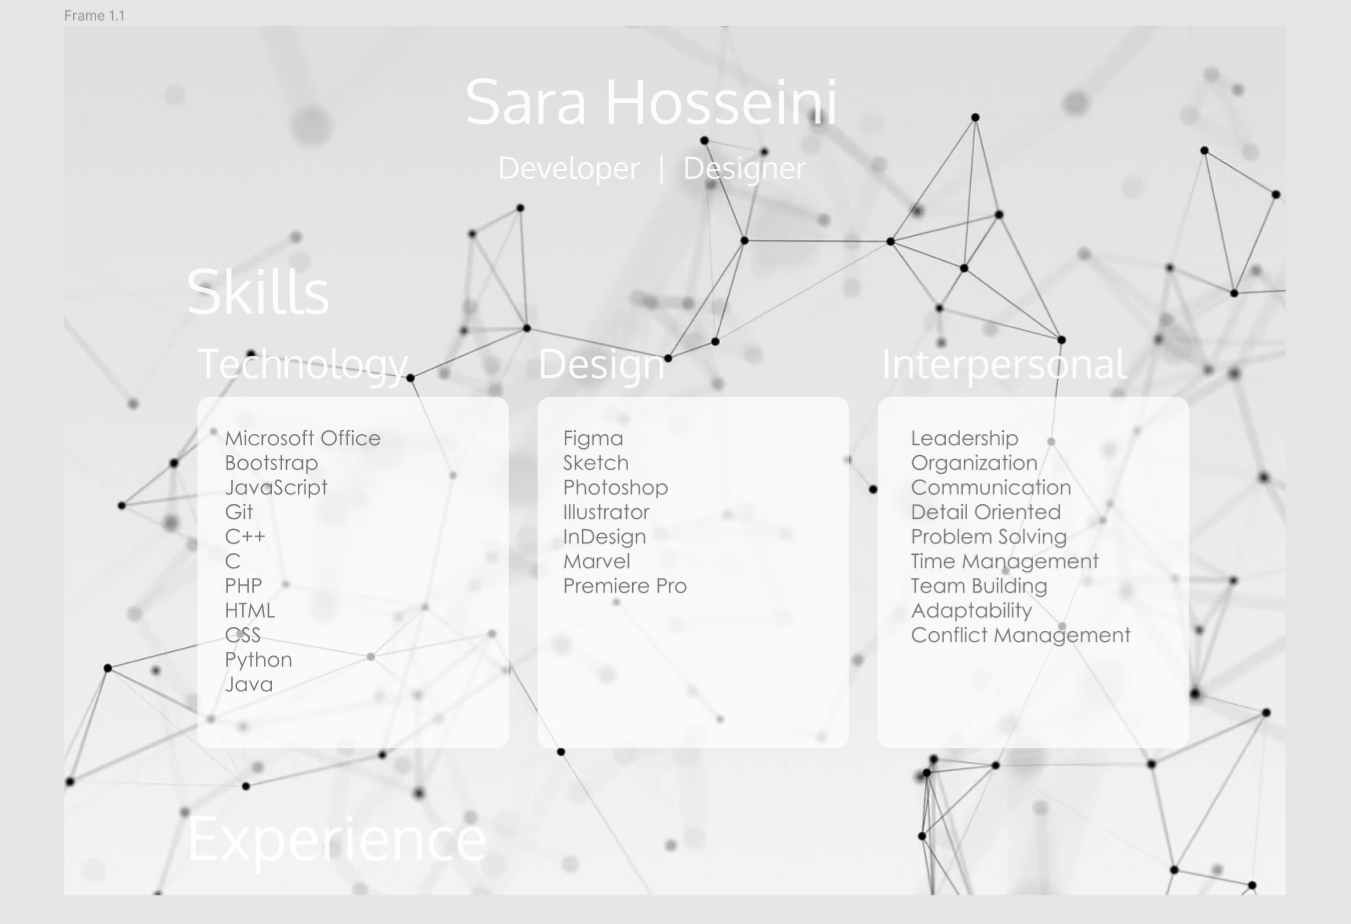 Frame 1.1
Sara Hosseini
Developer | Designer
Skills
Technology
Microsoft Office
Bootstrap
JavaScript
Git
C++
C
PHP
HTML
CSS
Python
Java
Design
Figma
Sketch
Photoshop
Illustrator
InDesign
Marvel
Premiere Pro
Interpersonal
Leadership
Organization
Communication
Detail Oriented
Problem Solving
Time Management
Team Building
Adaptability
Conflict Management
Experience